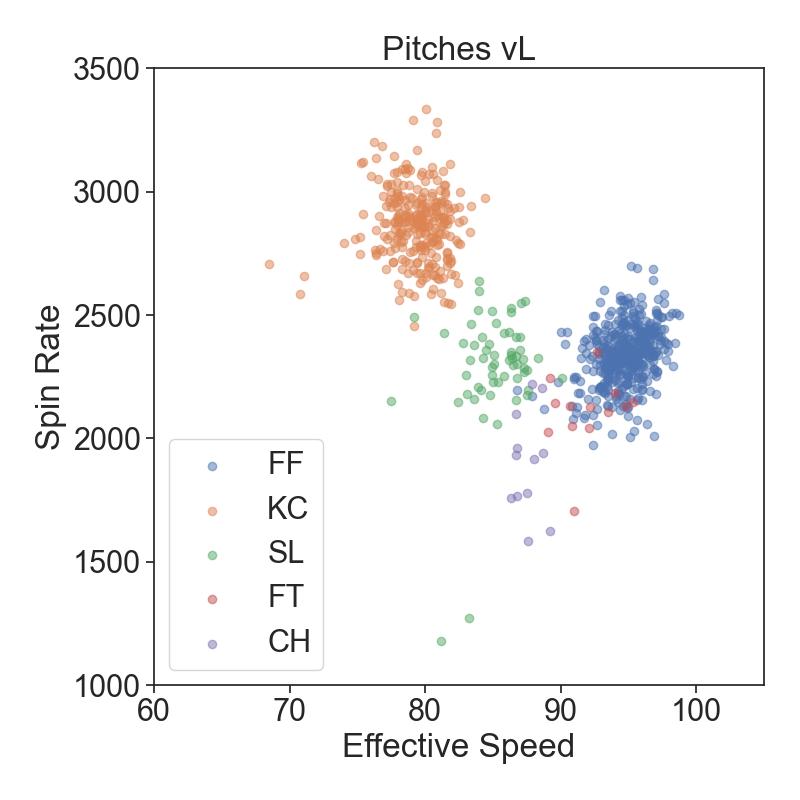 Pitches vL
3500
3000
2500
2000
1500
1000
Spin Rate
FF
KC
SL
FT
CH
60 70 80 90 100
Effective Speed